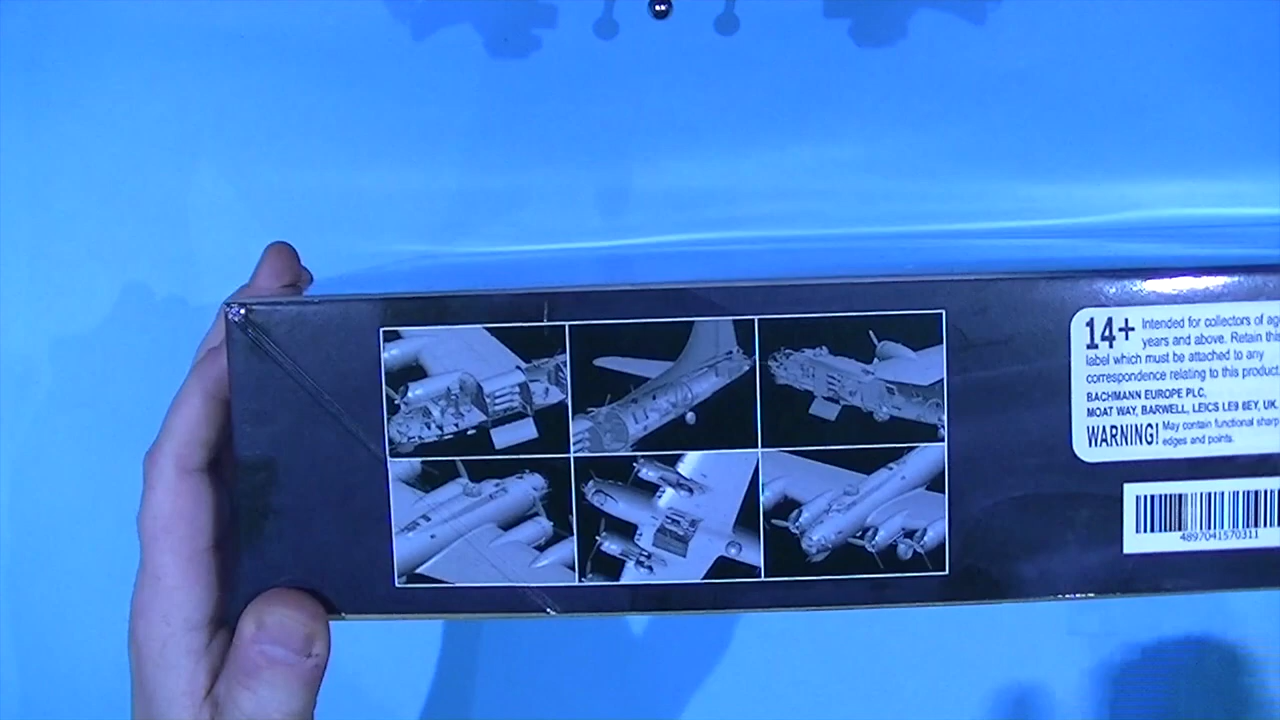 14+ Intended for collectors of ag
years and above. Retain this
label which must be attached to any
correspondence relating to this product.
BACHMANN EUROPE PLC,
MOAT WAY, BARWELL, LEICS LE9 8EY, UK.
WARNING! May contain functional sharp
edges and points.
4897041570311